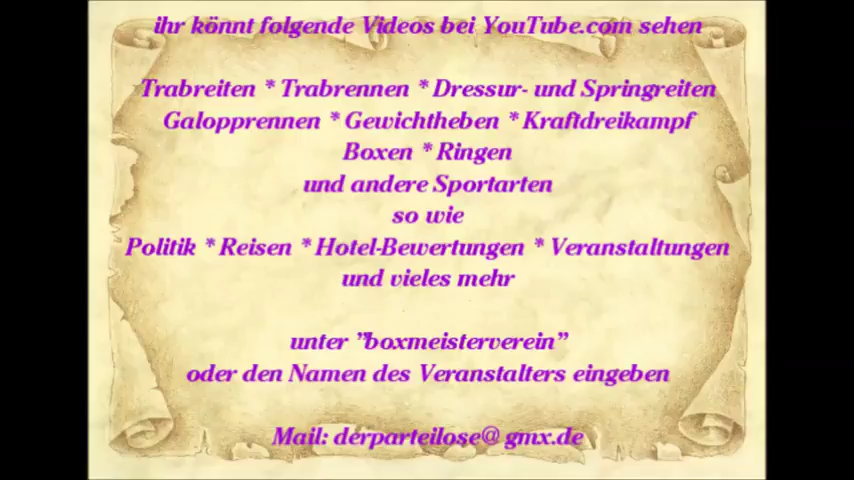 ihr könnt folgende Videos bei YouTube.com sehen
Trabreiten * Trabrennen * Dressur- und Springreiten
Galopprennen * Gewichtheben * Kraftdreikampf
Boxen * Ringen
und andere Sportarten
so wie
Politik * Reisen * Hotel-Bewertungen * Veranstaltungen
und vieles mehr
unter "boxmeisterverein"
oder den Namen des Veranstalters eingeben
Mail: derparteilose@ gmx.de